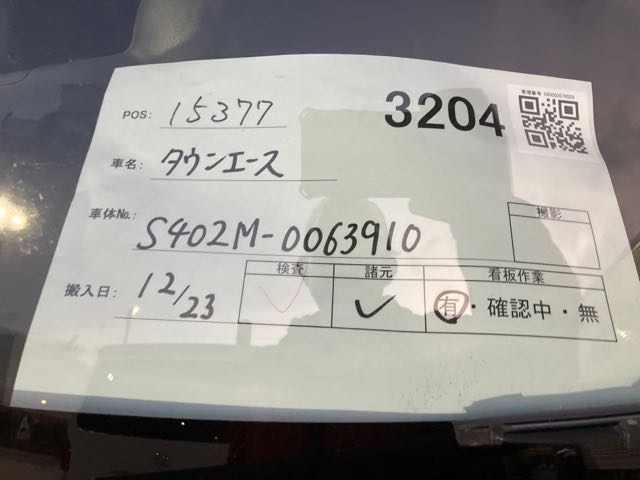 POS: 15377
3204
車名: タウンエース
車体No.: S402M-0063910
撮影
搬入日: 12/23
検査 諸元 看板作業
✓ ✓ 有・確認中・無
管理番号
A